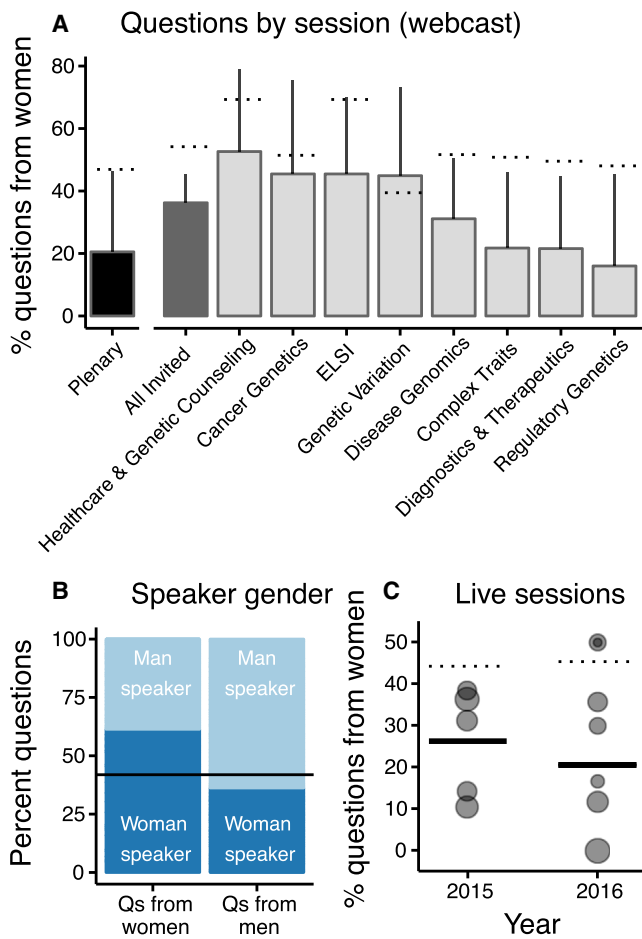 A Questions by session (webcast)
% questions from women
80
60
40
20
0
Plenary
All Invited
Healthcare & Genetic Counseling
Cancer Genetics
ELSI
Genetic Variation
Disease Genomics
Complex Traits
Diagnostics & Therapeutics
Regulatory Genetics
B Speaker gender
Percent questions
100
75
50
25
0
Man
speaker
Man
speaker
Woman
speaker
Woman
speaker
Qs from
women
Qs from
men
C Live sessions
% questions from women
50
40
30
20
10
0
2015
2016
Year